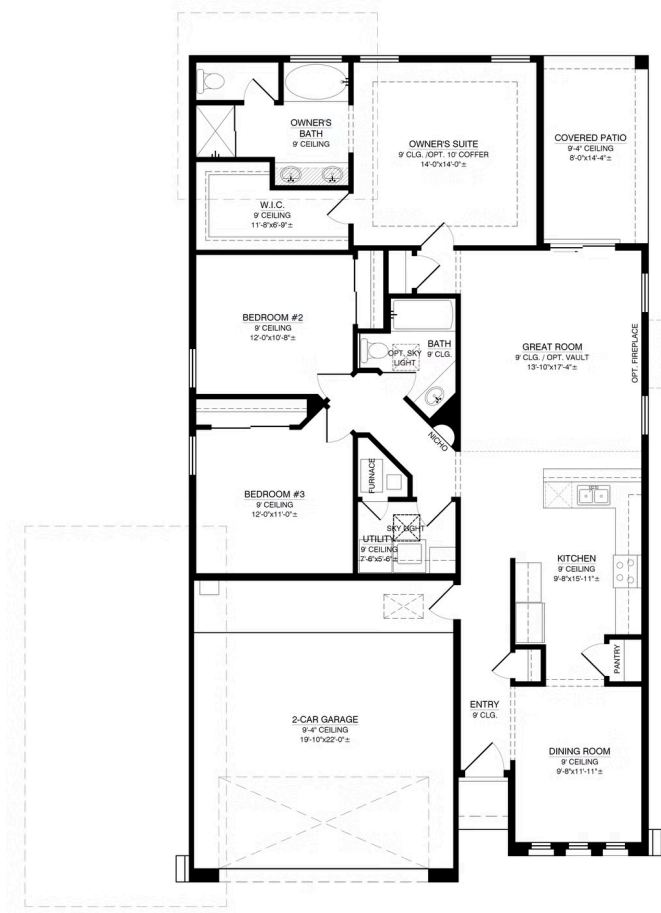 OWNER'S
BATH
9' CEILING
OWNER'S SUITE
9' CLG. /OPT. 10' COFFER
14'-0"x14'-0"±
COVERED PATIO
9'-4" CEILING
8'-0"x14'-4"±
W.I.C.
9' CEILING
11'-8"x6'-9"±
BEDROOM #2
9' CEILING
12'-0"x10'-8"±
BATH
9' CLG.
OPT. SKY
LIGHT
GREAT ROOM
9' CLG. / OPT. VAULT
13'-10"x17'-4"±
OPT. FIREPLACE
NICHO
FURNACE
BEDROOM #3
9' CEILING
12'-0"x11'-0"±
SKY LIGHT
UTILITY
9' CEILING
7'-6"x5'-6"±
KITCHEN
9' CEILING
9'-8"x15'-11"±
PANTRY
ENTRY
9' CLG.
2-CAR GARAGE
9'-4" CEILING
19'-10"x22'-0"±
DINING ROOM
9' CEILING
9'-8"x11'-11"±